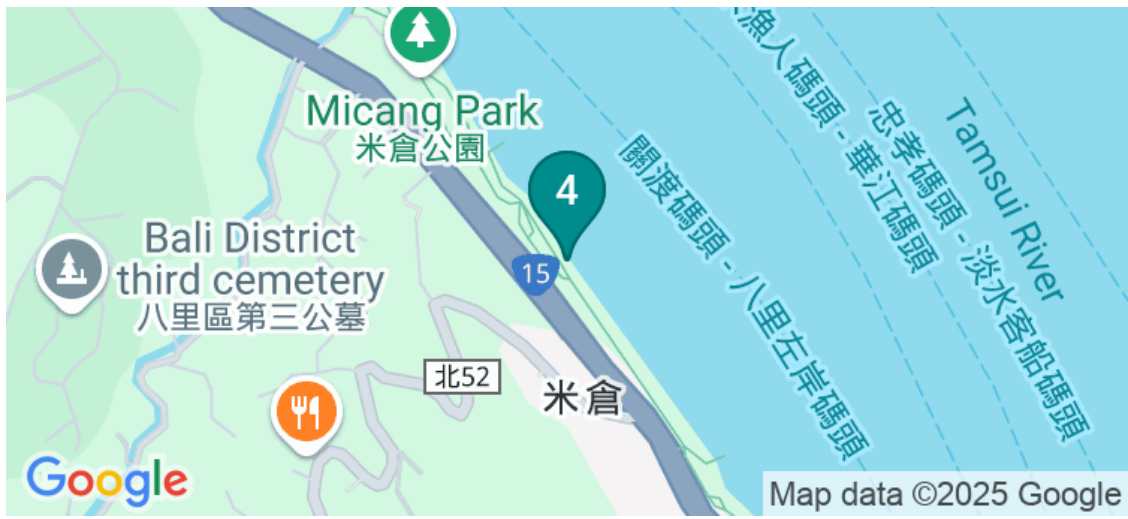 Micang Park
米倉公園
4
Bali District
third cemetery
八里區第三公墓
15
北52
米倉
關渡碼頭 - 八里左岸碼頭
漁人碼頭 - 華江碼頭
忠孝碼頭 - 淡水客船碼頭
Tamsui River
Google
Map data ©2025 Google